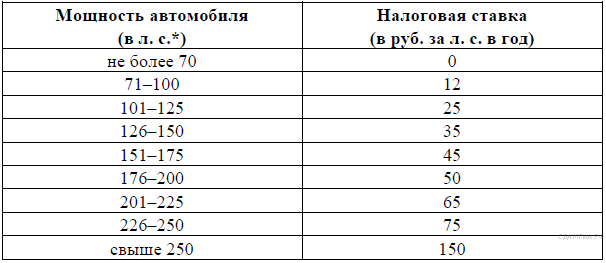 Мощность автомобиля Налоговая ставка
(в л. с.*) (в руб. за л. с. в год)
не более 70 0
71–100 12
101–125 25
126–150 35
151–175 45
176–200 50
201–225 65
226–250 75
свыше 250 150